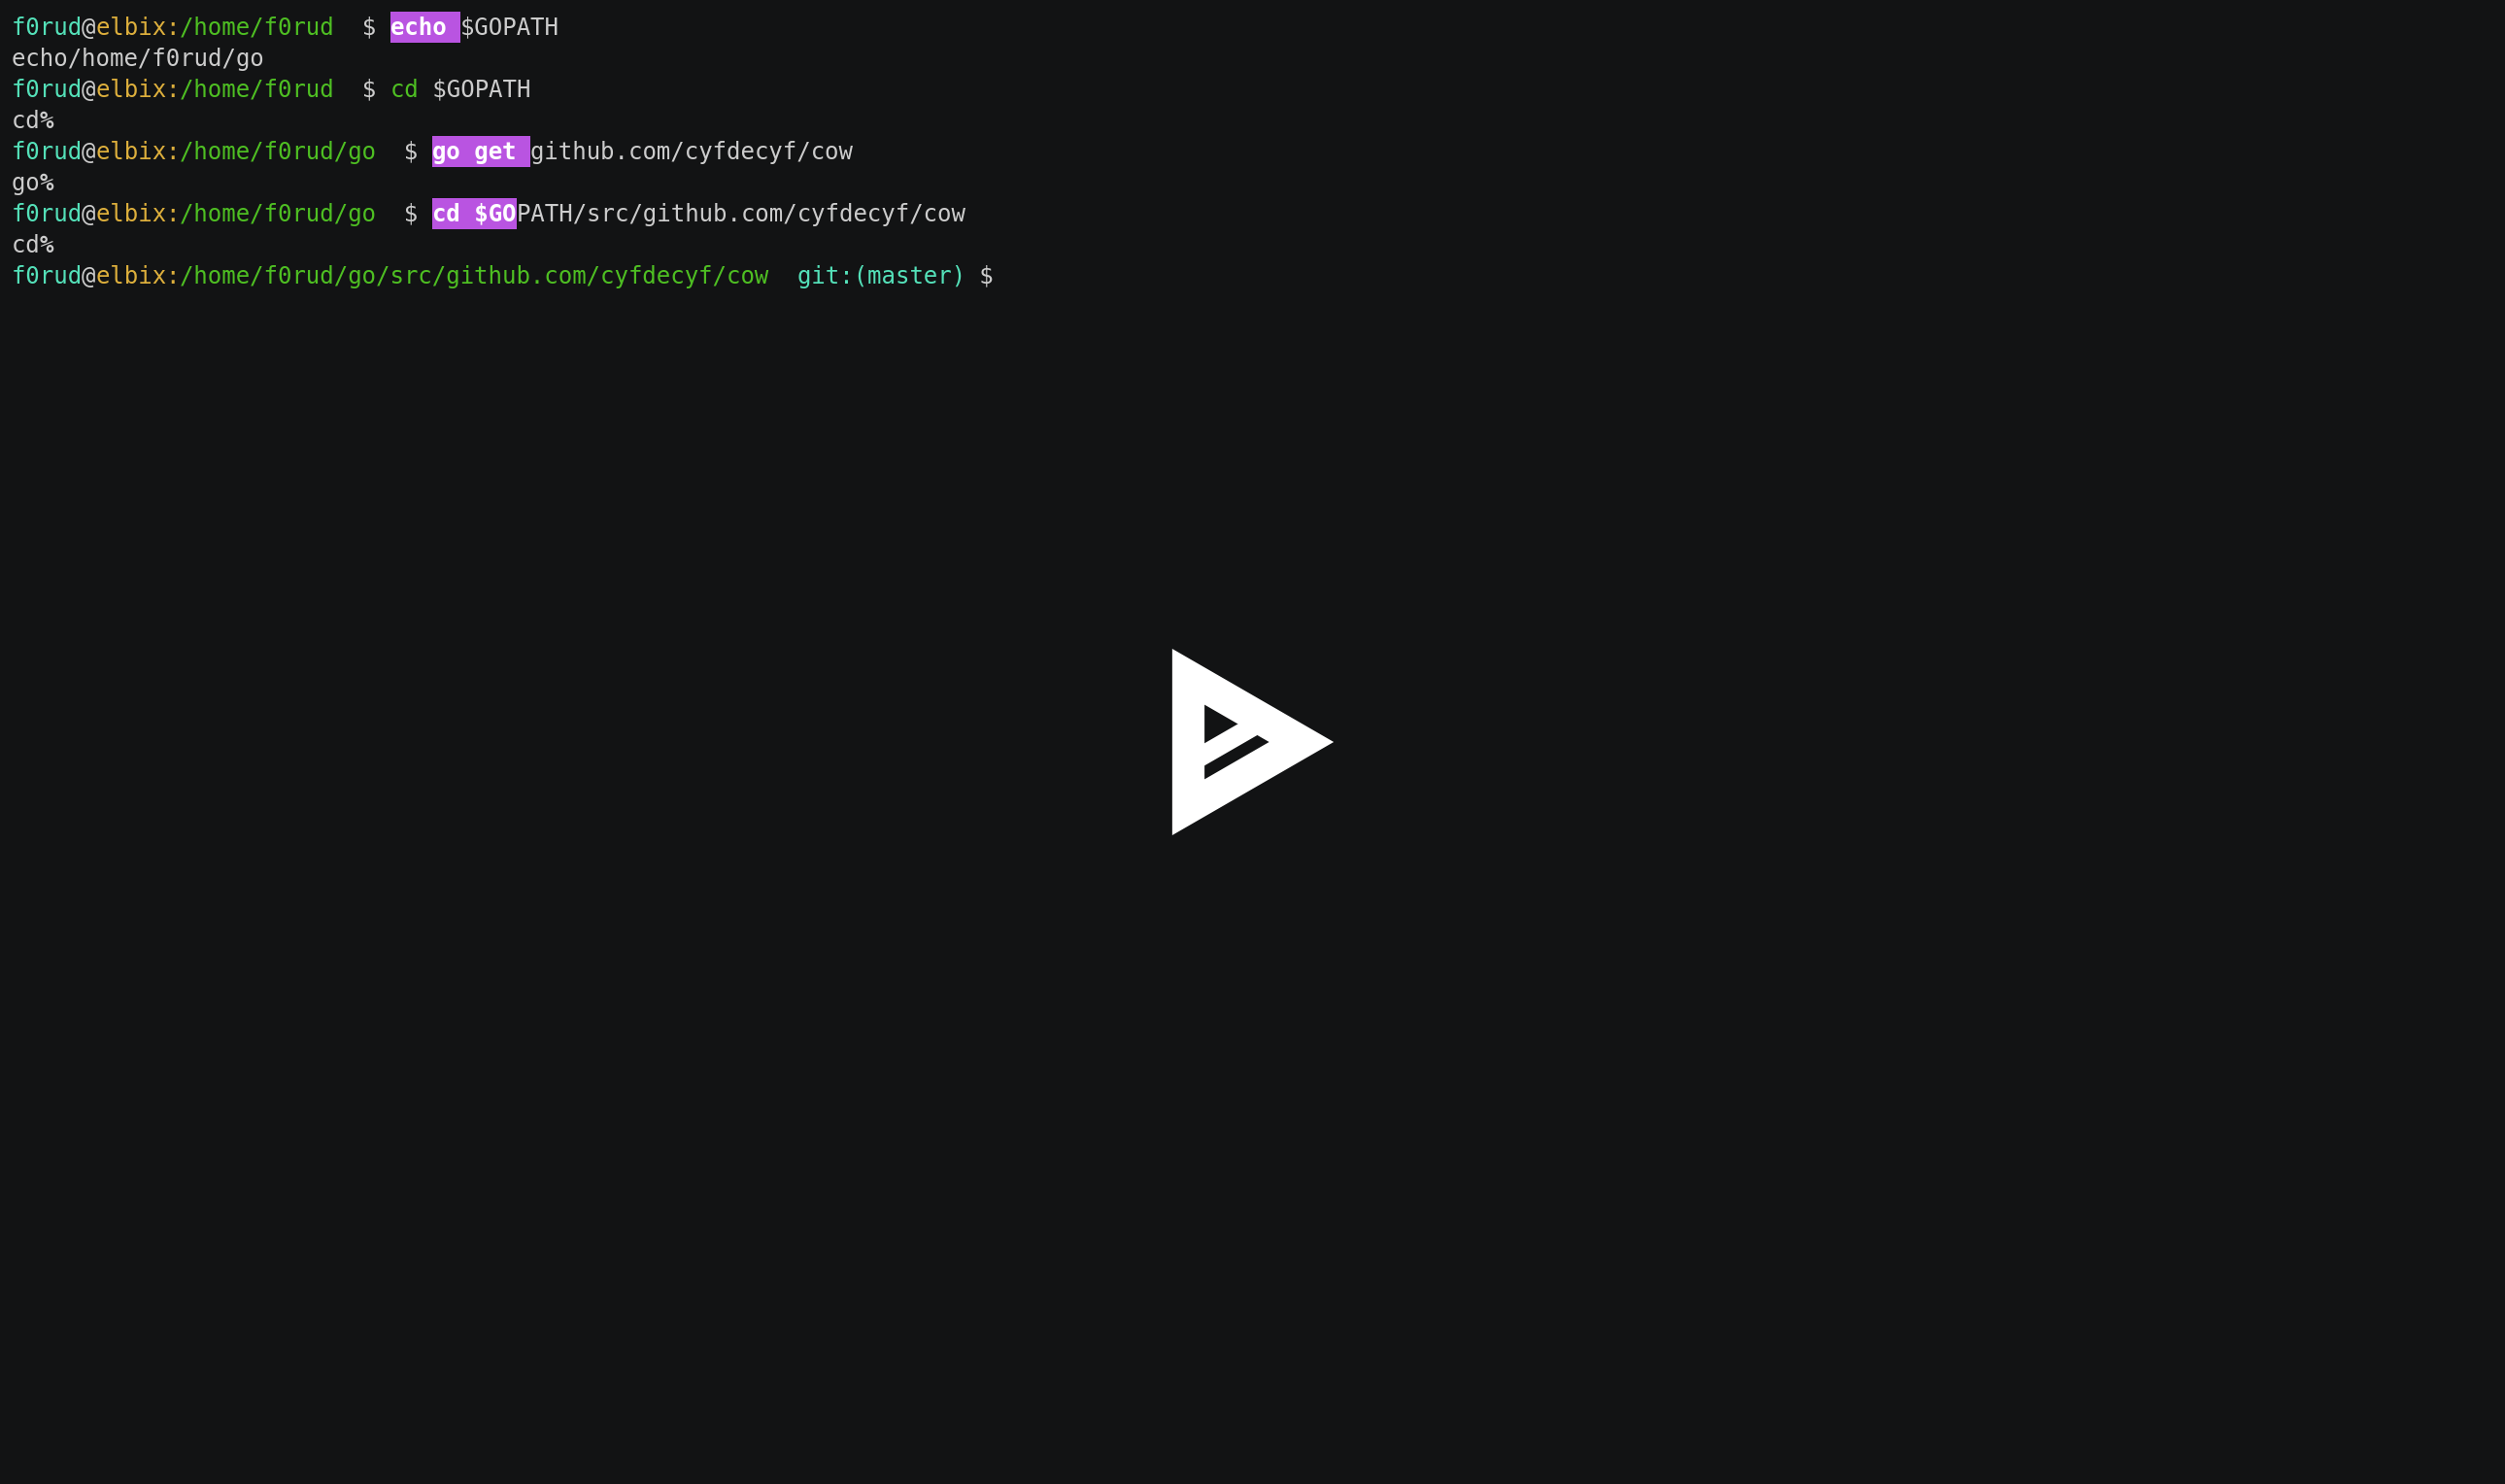 f0rud@elbix:/home/f0rud  $ echo $GOPATH
echo/home/f0rud/go
f0rud@elbix:/home/f0rud  $ cd $GOPATH
cd%
f0rud@elbix:/home/f0rud/go  $ go get github.com/cyfdecyf/cow
go%
f0rud@elbix:/home/f0rud/go  $ cd $GOPATH/src/github.com/cyfdecyf/cow
cd%
f0rud@elbix:/home/f0rud/go/src/github.com/cyfdecyf/cow  git:(master) $